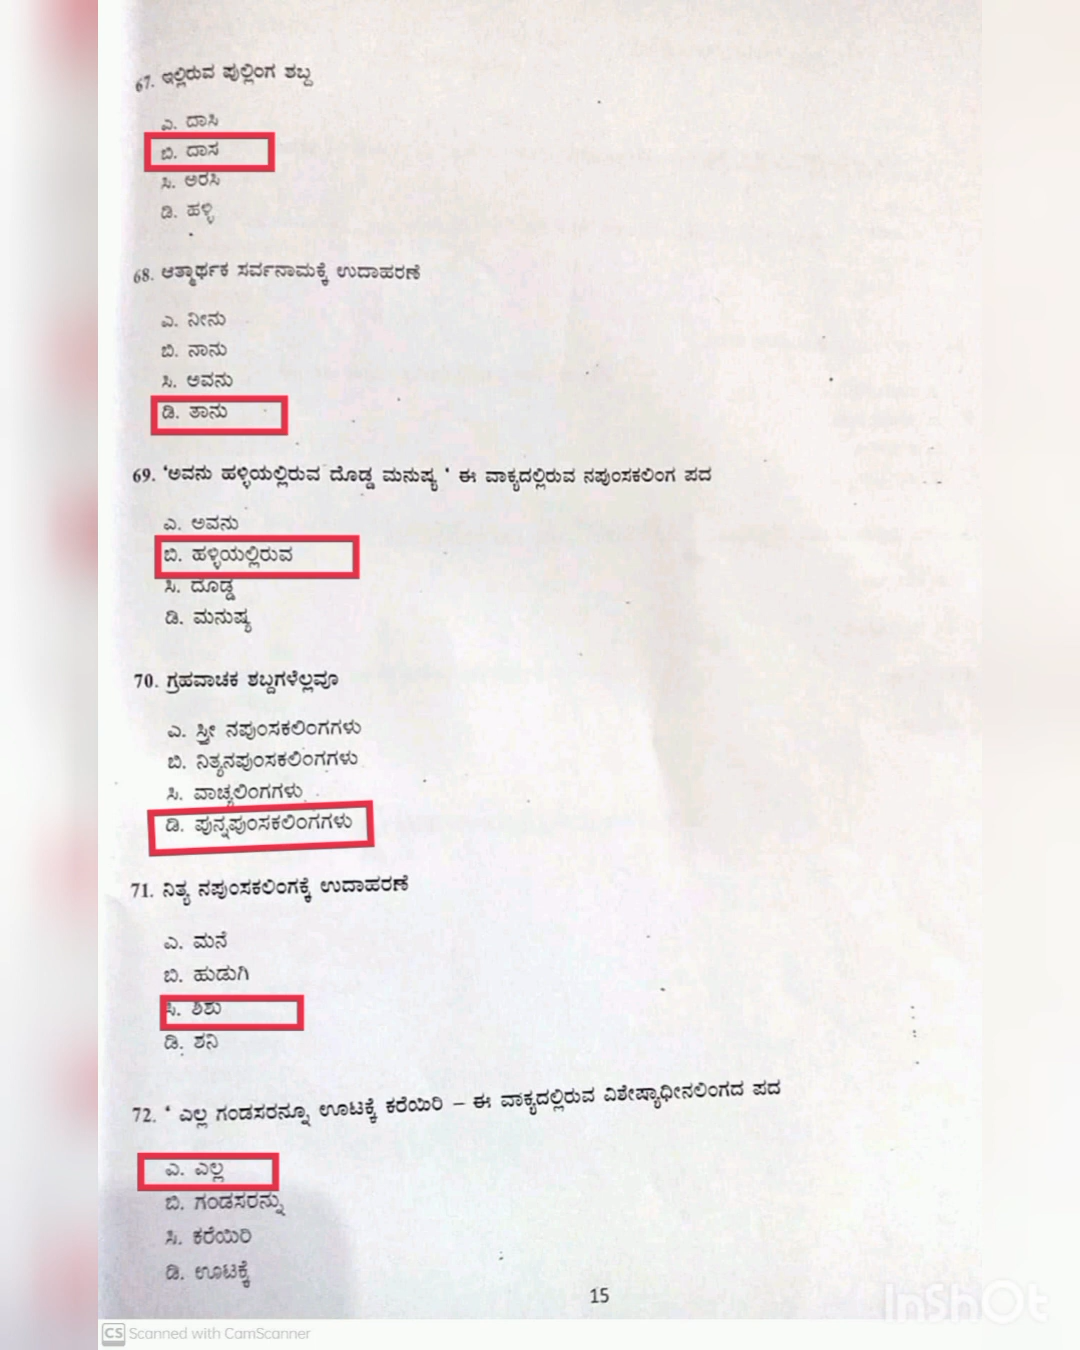 67. ಇಲ್ಲಿರುವ ಪುಲ್ಲಿಂಗ ಶಬ್ದ
ಎ. ದಾಸಿ
ಬಿ. ದಾಸ
ಸಿ. ಅರಸಿ
ಡಿ. ಹಳ್ಳಿ
68. ಆತ್ಮಾರ್ಥಕ ಸರ್ವನಾಮಕ್ಕೆ ಉದಾಹರಣೆ
ಎ. ನೀನು
ಬಿ. ನಾನು
ಸಿ. ಅವನು
ಡಿ. ತಾನು
69. ‘ಅವನು ಹಳ್ಳಿಯಲ್ಲಿರುವ ದೊಡ್ಡ ಮನುಷ್ಯ ‘ ಈ ವಾಕ್ಯದಲ್ಲಿರುವ ನಪುಂಸಕಲಿಂಗ ಪದ
ಎ. ಅವನು
ಬಿ. ಹಳ್ಳಿಯಲ್ಲಿರುವ
ಸಿ. ದೊಡ್ಡ
ಡಿ. ಮನುಷ್ಯ
70. ಗ್ರಹವಾಚಕ ಶಬ್ದಗಳೆಲ್ಲವೂ
ಎ. ಸ್ತ್ರೀ ನಪುಂಸಕಲಿಂಗಗಳು
ಬಿ. ನಿತ್ಯನಪುಂಸಕಲಿಂಗಗಳು
ಸಿ. ವಾಚ್ಯಲಿಂಗಗಳು
ಡಿ. ಪುನ್ನಪುಂಸಕಲಿಂಗಗಳು
71. ನಿತ್ಯ ನಪುಂಸಕಲಿಂಗಕ್ಕೆ ಉದಾಹರಣೆ
ಎ. ಮನೆ
ಬಿ. ಹುಡುಗಿ
ಸಿ. ಶಿಶು
ಡಿ. ಶನಿ
72. ‘ ಎಲ್ಲ ಗಂಡಸರನ್ನೂ ಊಟಕ್ಕೆ ಕರೆಯಿರಿ – ಈ ವಾಕ್ಯದಲ್ಲಿರುವ ವಿಶೇಷ್ಯಾಧೀನಲಿಂಗದ ಪದ
ಎ. ಎಲ್ಲ
ಬಿ. ಗಂಡಸರನ್ನು
ಸಿ. ಕರೆಯಿರಿ
ಡಿ. ಊಟಕ್ಕೆ
15
InShOt
CS Scanned with CamScanner